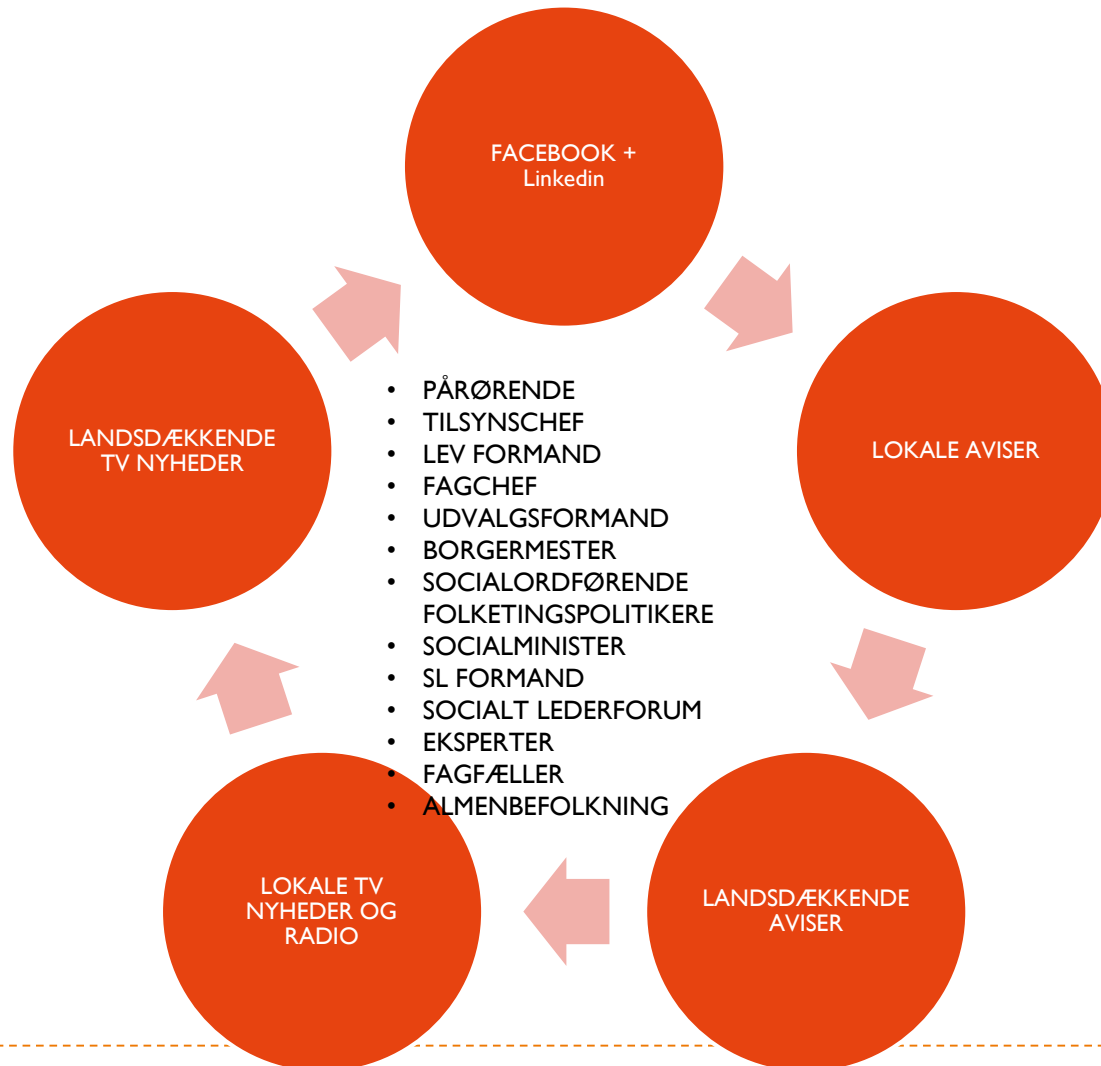 FACEBOOK +
Linkedin
LOKALE AVISER
LANDSDÆKKENDE
AVISER
LOKALE TV
NYHEDER OG
RADIO
LANDSDÆKKENDE
TV NYHEDER
• PÅRØRENDE
• TILSYNSCHEF
• LEV FORMAND
• FAGCHEF
• UDVALGSFORMAND
• BORGERMESTER
• SOCIALORDFØRENDE
FOLKETINGSPOLITIKERE
• SOCIALMINISTER
• SL FORMAND
• SOCIALT LEDERFORUM
• EKSPERTER
• FAGFÆLLER
• ALMENBEFOLKNING